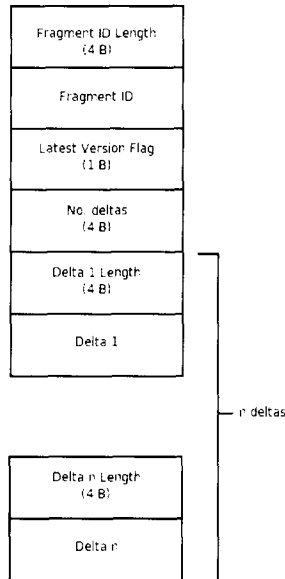 Fragment ID Length
(4 B)
Fragment ID
Latest Version Flag
(1 B)
No. deltas
(4 B)
Delta 1 Length
(4 B)
Delta 1
n deltas
Delta n Length
(4 B)
Delta n